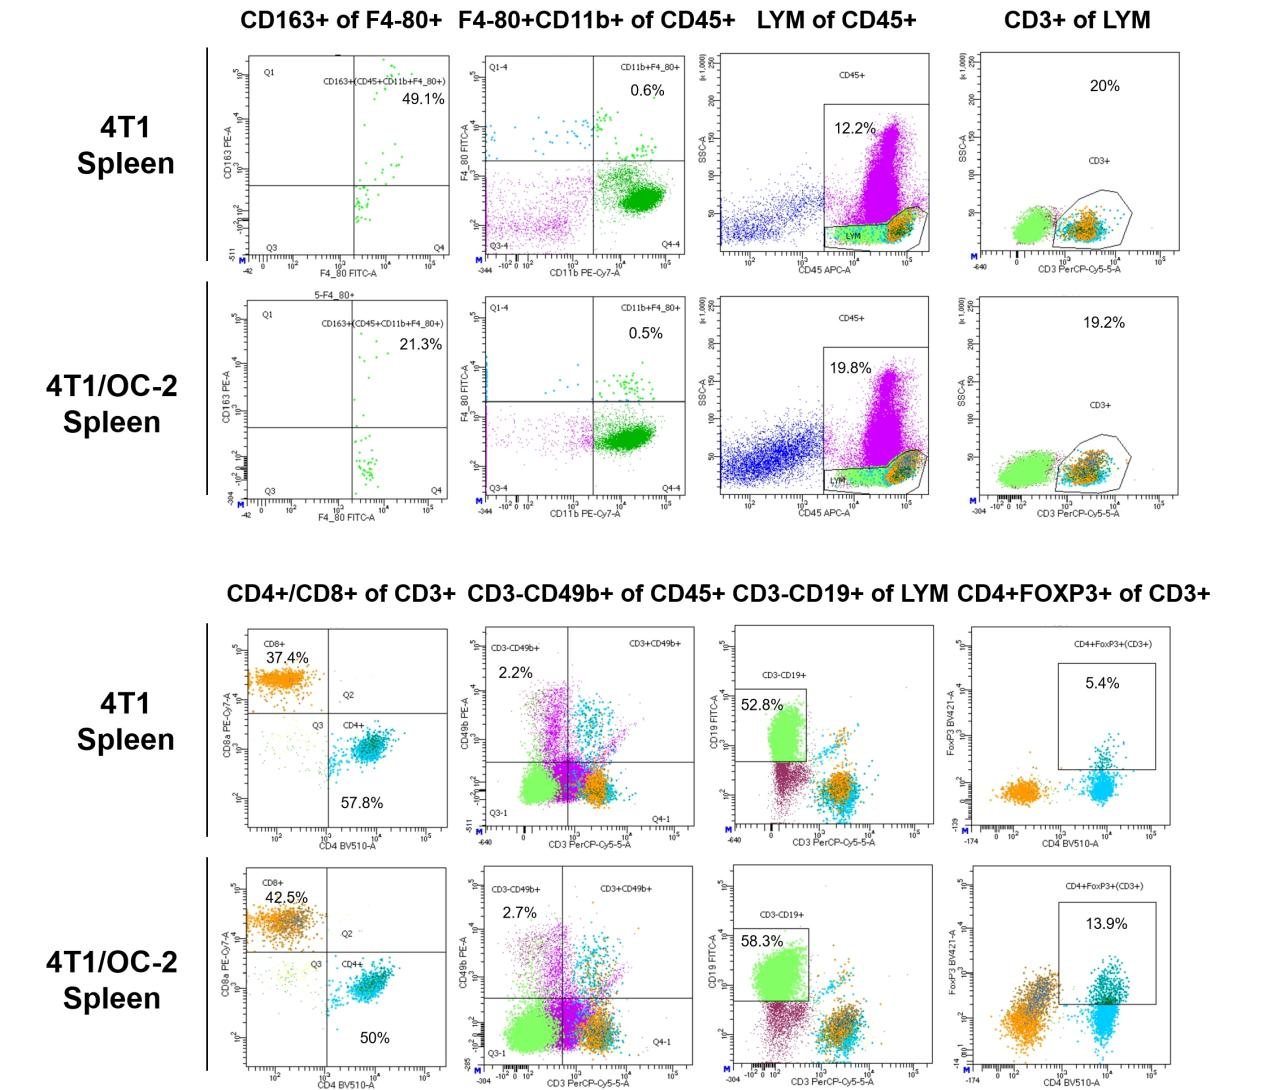 CD163+ of F4-80+ F4-80+CD11b+ of CD45+ LYM of CD45+ CD3+ of LYM
4T1
Spleen
Q1
CD163+(CD45+CD11b+F4_80+)
49.1%
Q3
Q4
CD163 PE-A
F4_80 FITC-A
Q1-4
CD11b+F4_80+
0.6%
Q3-4
Q4-4
F4_80 FITC-A
CD11b PE-Cy7-A
CD45+
12.2%
LYM
SSC-A
(x 1,000)
CD45 APC-A
20%
CD3+
SSC-A
(x 1,000)
CD3 PerCP-Cy5-5-A
4T1/OC-2
Spleen
5-F4_80+
Q1
CD163+(CD45+CD11b+F4_80+)
21.3%
Q3
Q4
CD163 PE-A
F4_80 FITC-A
Q1-4
CD11b+F4_80+
0.5%
Q3-4
Q4-4
F4_80 FITC-A
CD11b PE-Cy7-A
CD45+
19.8%
LYM
SSC-A
(x 1,000)
CD45 APC-A
19.2%
CD3+
SSC-A
(x 1,000)
CD3 PerCP-Cy5-5-A
CD4+/CD8+ of CD3+ CD3-CD49b+ of CD45+ CD3-CD19+ of LYM CD4+FOXP3+ of CD3+
4T1
Spleen
CD8+
37.4%
Q2
Q3
CD4+
57.8%
CD8a PE-Cy7-A
CD4 BV510-A
CD3-CD49b+
CD3+CD49b+
2.2%
Q3-1
Q4-1
CD49b PE-A
CD3 PerCP-Cy5-5-A
CD3-CD19+
52.8%
CD19 FITC-A
CD3 PerCP-Cy5-5-A
CD4+FoxP3+(CD3+)
5.4%
FoxP3 BV421-A
CD4 BV510-A
4T1/OC-2
Spleen
CD8+
42.5%
Q2
Q3
CD4+
50%
CD8a PE-Cy7-A
CD4 BV510-A
CD3-CD49b+
CD3+CD49b+
2.7%
Q3-1
Q4-1
CD49b PE-A
CD3 PerCP-Cy5-5-A
CD3-CD19+
58.3%
CD19 FITC-A
CD3 PerCP-Cy5-5-A
CD4+FoxP3+(CD3+)
13.9%
FoxP3 BV421-A
CD4 BV510-A